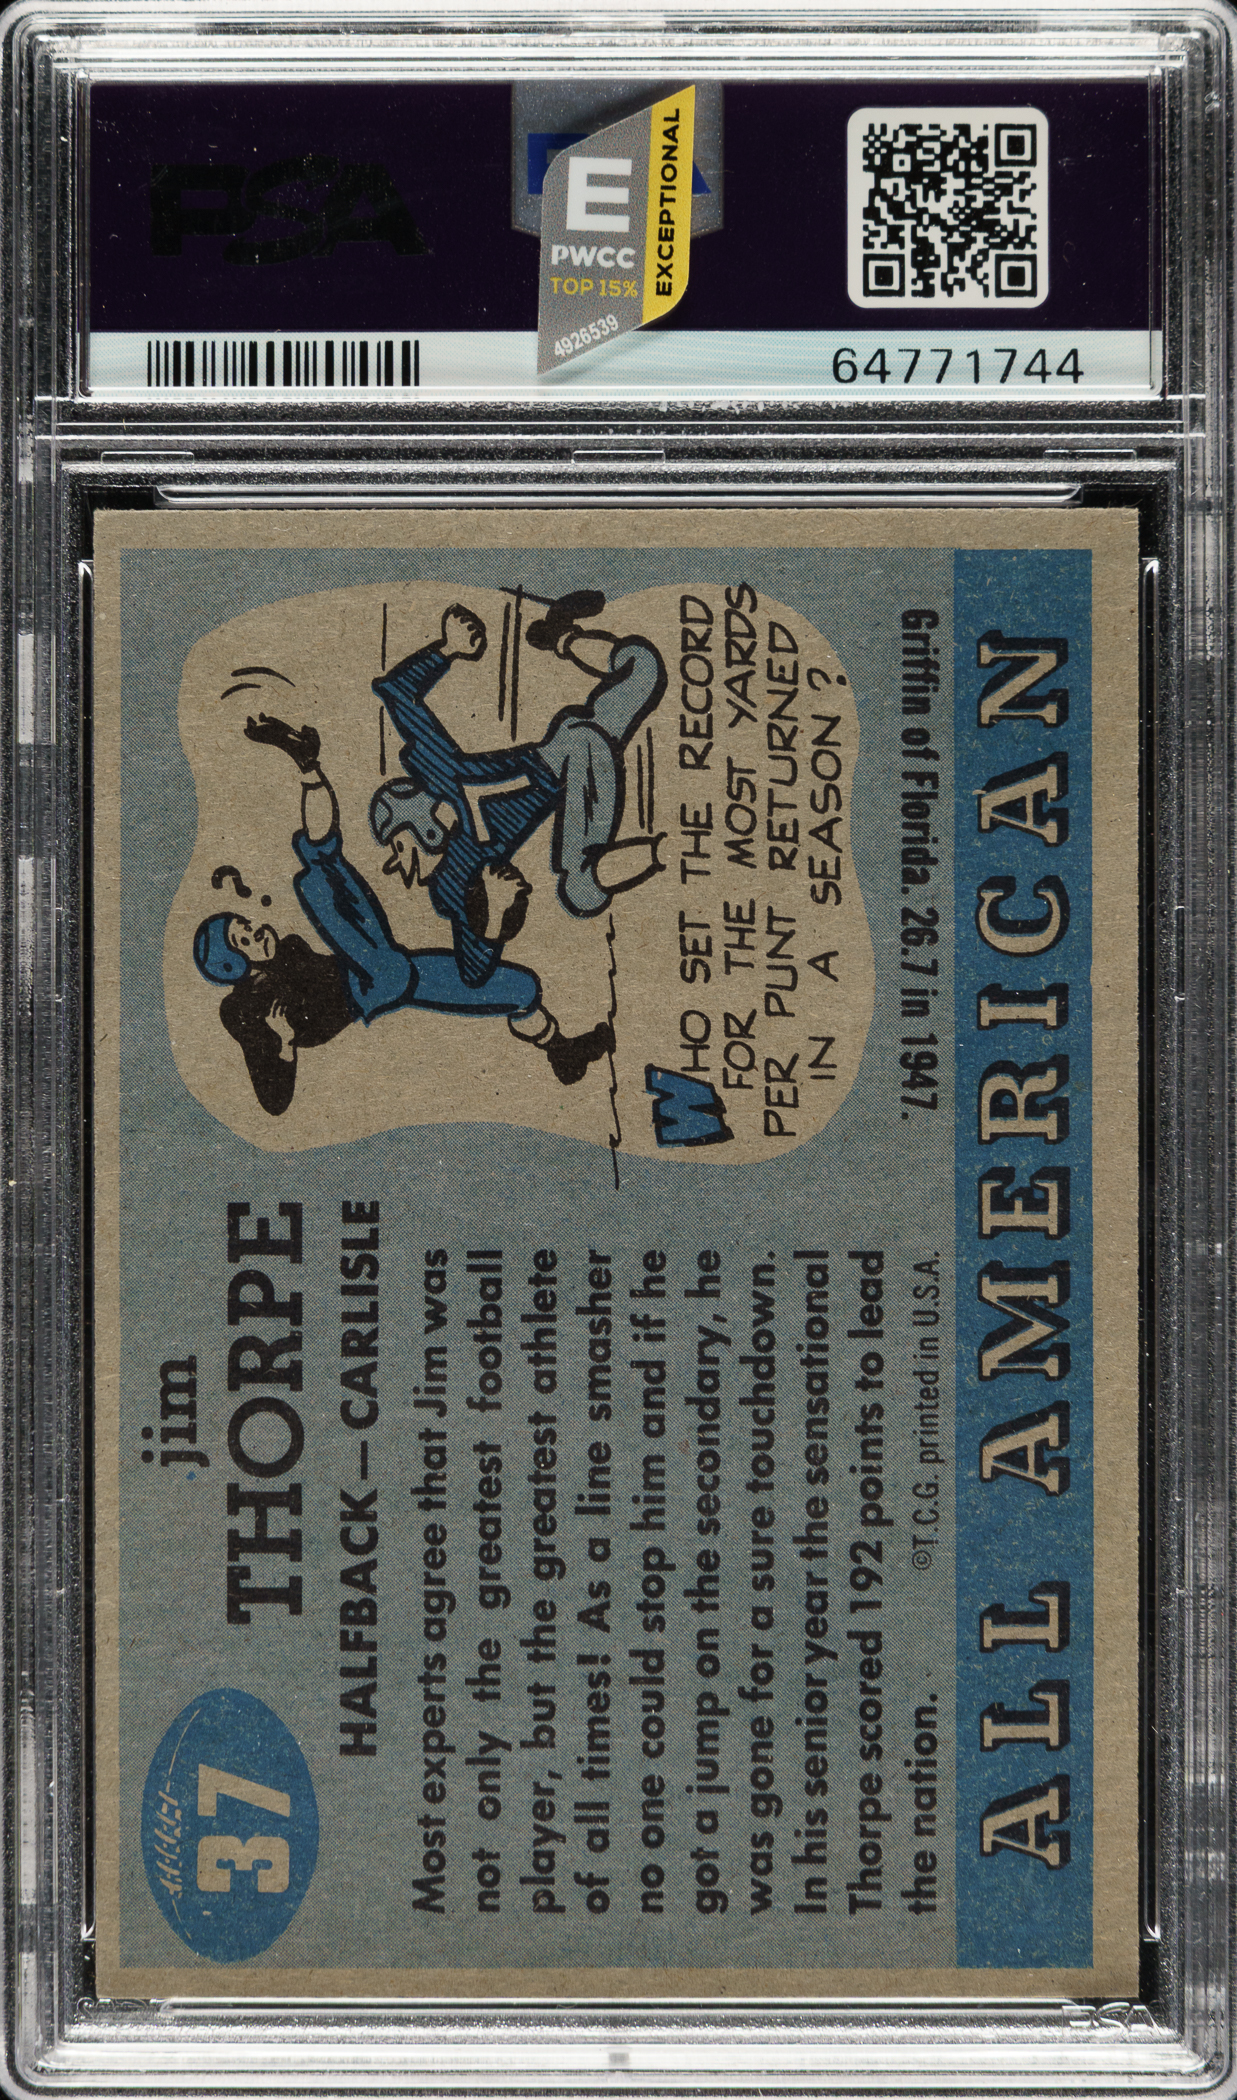 PSA
E
PWCC
TOP 15%
EXCEPTIONAL
4926539
64771744
37
jim
THORPE
HALFBACK—CARLISLE
Most experts agree that Jim was
not only the greatest football
player, but the greatest athlete
of all times! As a line smasher
no one could stop him and if he
got a jump on the secondary, he
was gone for a sure touchdown.
In his senior year the sensational
Thorpe scored 192 points to lead
the nation.
©T.C.G. printed in U.S.A.
?
WHO SET THE RECORD
FOR THE MOST YARDS
PER PUNT RETURNED
IN A SEASON?
Griffin of Florida. 26.7 in 1947.
ALL AMERICAN
PSA